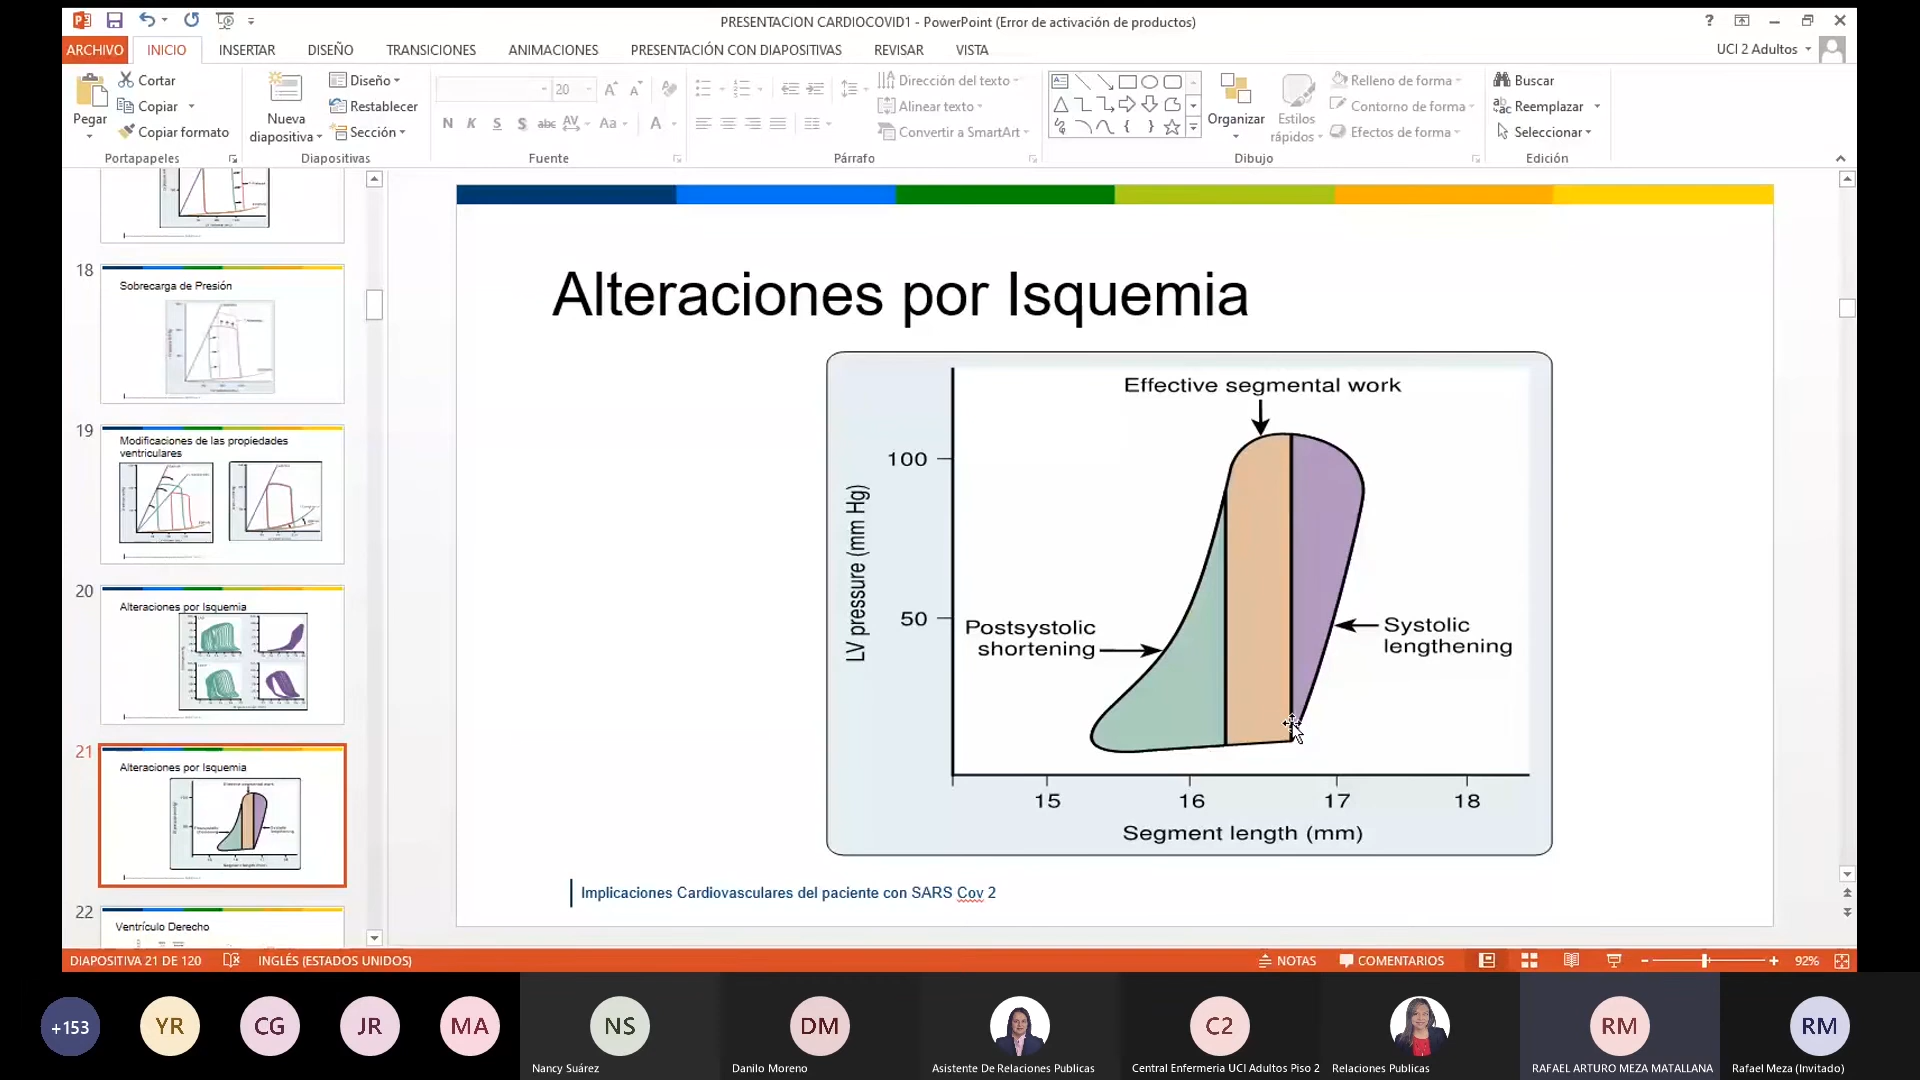 PRESENTACION CARDIOCOVID1 - PowerPoint (Error de activación de productos)
ARCHIVO INICIO INSERTAR DISEÑO TRANSICIONES ANIMACIONES PRESENTACIÓN CON DIAPOSITIVAS REVISAR VISTA
UCI 2 Adultos
Pegar
Cortar
Copiar
Copiar formato
Portapapeles
Nueva
diapositiva
Diseño
Restablecer
Sección
Diapositivas
20
N K S S abc AV Aa A
Fuente
Dirección del texto
Alinear texto
Convertir a SmartArt
Párrafo
Organizar
Estilos
rápidos
Relleno de forma
Contorno de forma
Efectos de forma
Dibujo
Buscar
Reemplazar
Seleccionar
Edición
18
Sobrecarga de Presión
19
Modificaciones de las propiedades
ventriculares
20
Alteraciones por Isquemia
21
Alteraciones por Isquemia
22
Ventrículo Derecho
Alteraciones por Isquemia
Effective segmental work
100
50
LV pressure (mm Hg)
Postsystolic
shortening
Systolic
lengthening
15 16 17 18
Segment length (mm)
Implicaciones Cardiovasculares del paciente con SARS Cov 2
DIAPOSITIVA 21 DE 120 INGLÉS (ESTADOS UNIDOS) NOTAS COMENTARIOS 92%
+153 YR CG JR MA NS DM C2 RM RM
Nancy Suárez Danilo Moreno Asistente De Relaciones Publicas Central Enfermeria UCI Adultos Piso 2 Relaciones Publicas RAFAEL ARTURO MEZA MATALLANA Rafael Meza (Invitado)